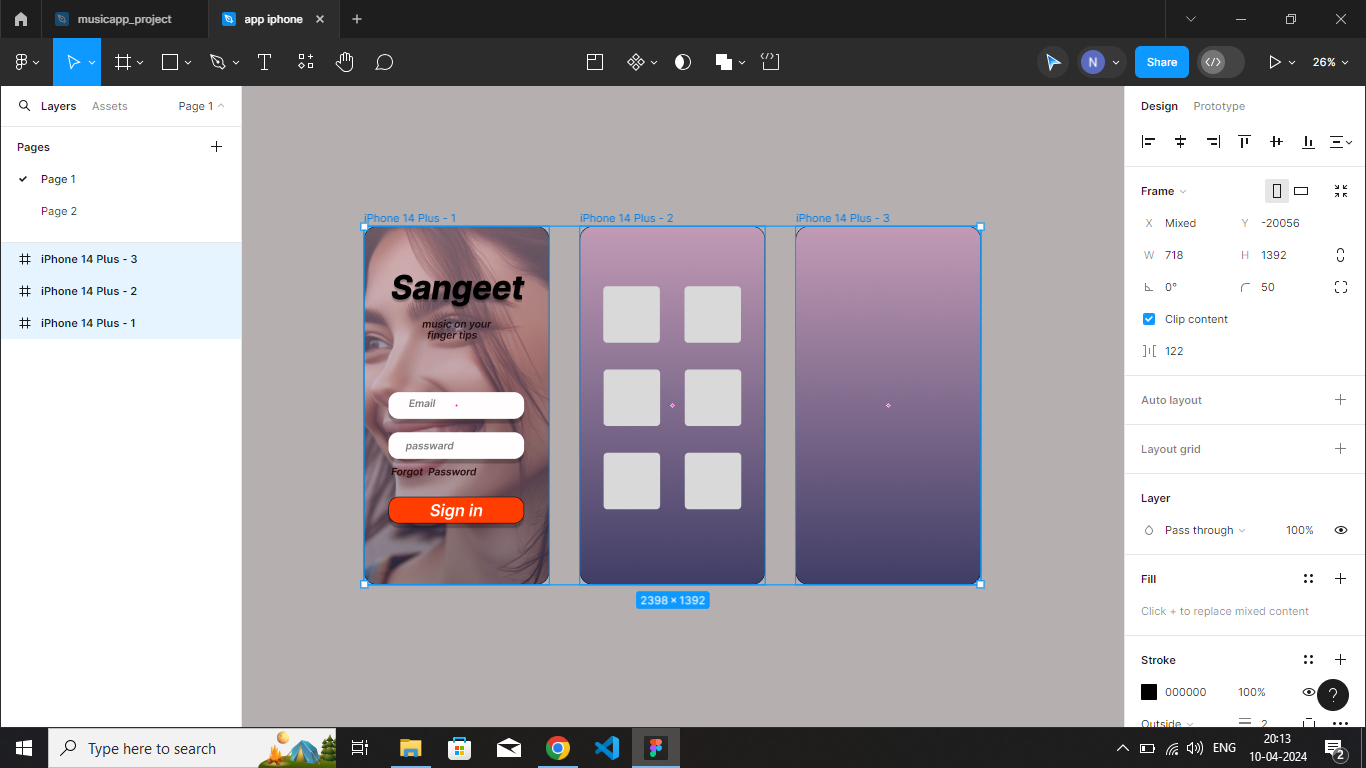 musicapp_project
app iphone
N
Share
26%
Layers
Assets
Page 1
Pages
Page 1
Page 2
iPhone 14 Plus - 3
iPhone 14 Plus - 2
iPhone 14 Plus - 1
iPhone 14 Plus - 1
iPhone 14 Plus - 2
iPhone 14 Plus - 3
Sangeet
music on your
finger tips
Email
passward
Forgot Password
Sign in
2398 × 1392
Design
Prototype
Frame
X Mixed Y -20056
W 718 H 1392
0° 50
Clip content
122
Auto layout
Layout grid
Layer
Pass through 100%
Fill
Click + to replace mixed content
Stroke
000000 100%
Outside 2
?
Type here to search
ENG
20:13
10-04-2024
2